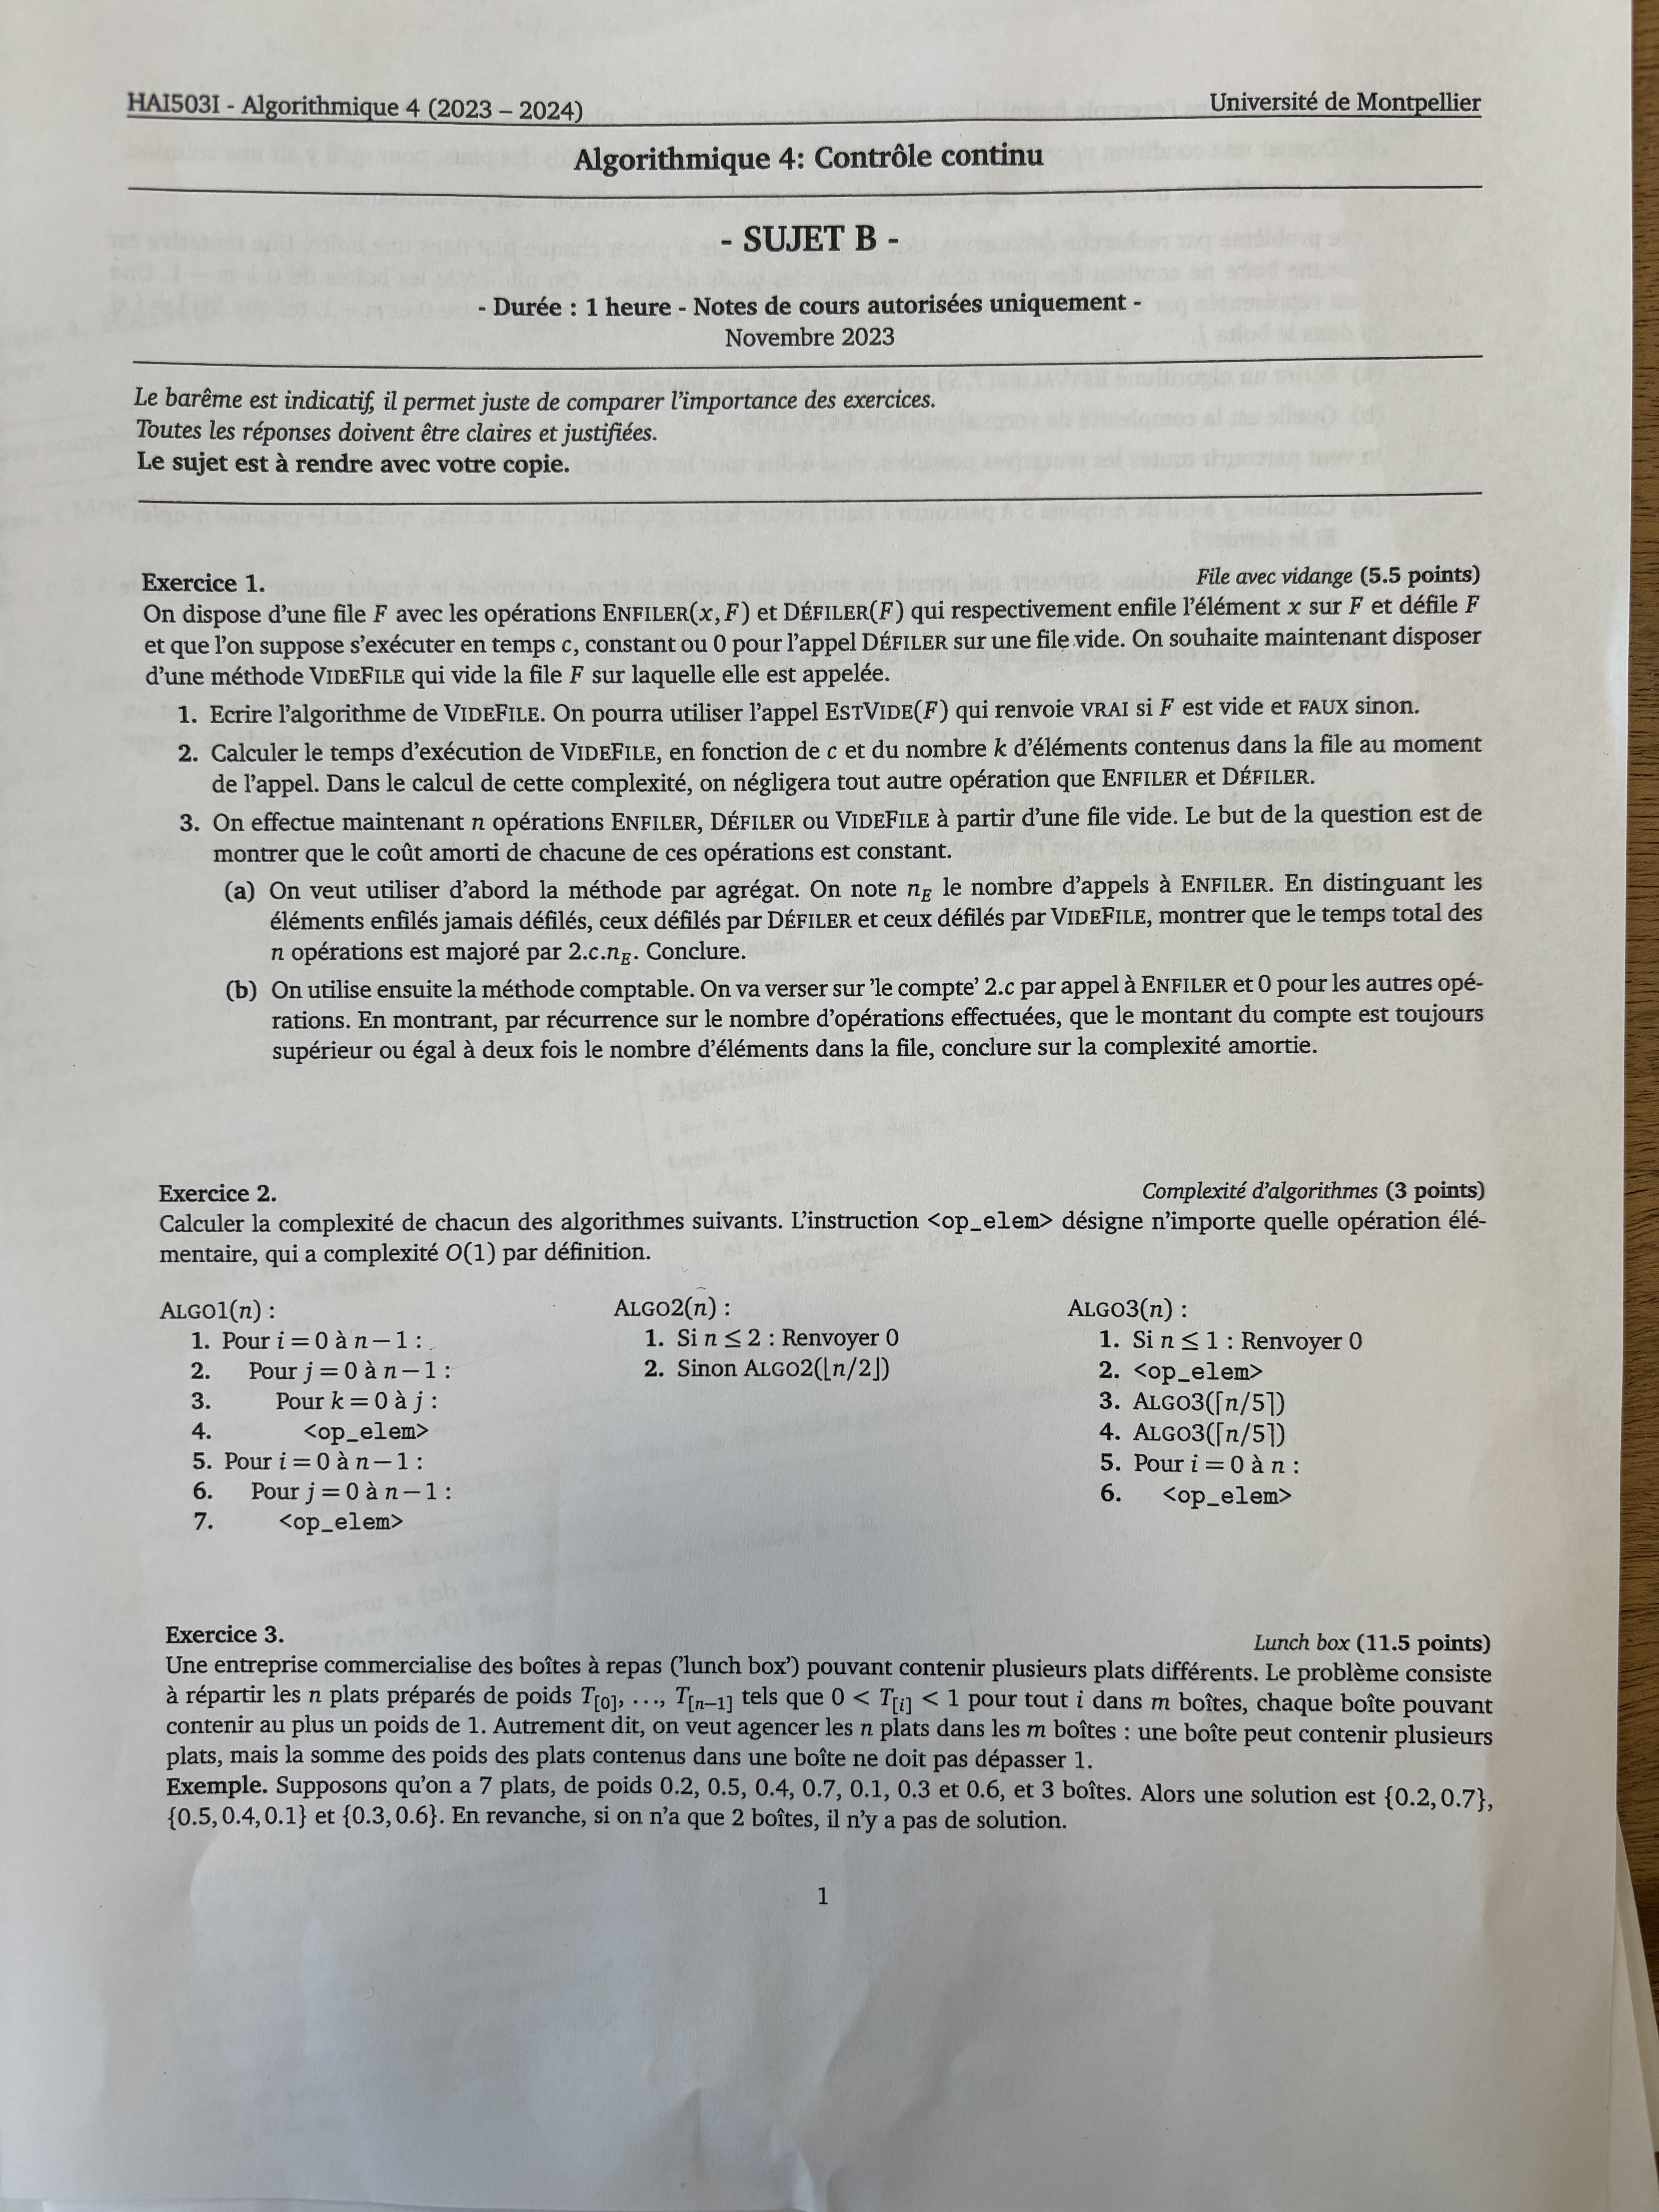 HAI503I - Algorithmique 4 (2023 – 2024)
Université de Montpellier
Algorithmique 4: Contrôle continu
- SUJET B -
- Durée : 1 heure - Notes de cours autorisées uniquement -
Novembre 2023
Le barême est indicatif, il permet juste de comparer l'importance des exercices.
Toutes les réponses doivent être claires et justifiées.
Le sujet est à rendre avec votre copie.
Exercice 1.
File avec vidange (5.5 points)
On dispose d'une file F avec les opérations ENFILER(x, F) et DÉFILER(F) qui respectivement enfile l'élément x sur F et défile F
et que l'on suppose s'exécuter en temps c, constant ou 0 pour l'appel DÉFILER sur une file vide. On souhaite maintenant disposer
d'une méthode VIDEFILE qui vide la file F sur laquelle elle est appelée.
1. Ecrire l'algorithme de VIDEFILE. On pourra utiliser l'appel ESTVIDE(F) qui renvoie VRAI si F est vide et FAUX sinon.
2. Calculer le temps d'exécution de VIDEFILE, en fonction de c et du nombre k d'éléments contenus dans la file au moment
de l'appel. Dans le calcul de cette complexité, on négligera tout autre opération que ENFILER et DÉFILER.
3. On effectue maintenant n opérations ENFILER, DÉFILER ou VIDEFILE à partir d'une file vide. Le but de la question est de
montrer que le coût amorti de chacune de ces opérations est constant.
(a) On veut utiliser d'abord la méthode par agrégat. On note n_E le nombre d'appels à ENFILER. En distinguant les
éléments enfilés jamais défilés, ceux défilés par DÉFILER et ceux défilés par VIDEFILE, montrer que le temps total des
n opérations est majoré par 2.c.n_E. Conclure.
(b) On utilise ensuite la méthode comptable. On va verser sur 'le compte' 2.c par appel à ENFILER et 0 pour les autres opé-
rations. En montrant, par récurrence sur le nombre d'opérations effectuées, que le montant du compte est toujours
supérieur ou égal à deux fois le nombre d'éléments dans la file, conclure sur la complexité amortie.
Exercice 2.
Complexité d'algorithmes (3 points)
Calculer la complexité de chacun des algorithmes suivants. L'instruction <op_elem> désigne n'importe quelle opération élé-
mentaire, qui a complexité O(1) par définition.
ALGO1(n) :
1. Pour i = 0 à n − 1 :
2. Pour j = 0 à n − 1 :
3. Pour k = 0 à j :
4. <op_elem>
5. Pour i = 0 à n − 1 :
6. Pour j = 0 à n − 1 :
7. <op_elem>
ALGO2(n) :
1. Si n ≤ 2 : Renvoyer 0
2. Sinon ALGO2(⌊n/2⌋)
ALGO3(n) :
1. Si n ≤ 1 : Renvoyer 0
2. <op_elem>
3. ALGO3(⌈n/5⌉)
4. ALGO3(⌈n/5⌉)
5. Pour i = 0 à n :
6. <op_elem>
Exercice 3.
Lunch box (11.5 points)
Une entreprise commercialise des boîtes à repas ('lunch box') pouvant contenir plusieurs plats différents. Le problème consiste
à répartir les n plats préparés de poids T[0], ..., T[n−1] tels que 0 < T[i] < 1 pour tout i dans m boîtes, chaque boîte pouvant
contenir au plus un poids de 1. Autrement dit, on veut agencer les n plats dans les m boîtes : une boîte peut contenir plusieurs
plats, mais la somme des poids des plats contenus dans une boîte ne doit pas dépasser 1.
Exemple. Supposons qu'on a 7 plats, de poids 0.2, 0.5, 0.4, 0.7, 0.1, 0.3 et 0.6, et 3 boîtes. Alors une solution est {0.2, 0.7},
{0.5, 0.4, 0.1} et {0.3, 0.6}. En revanche, si on n'a que 2 boîtes, il n'y a pas de solution.
1